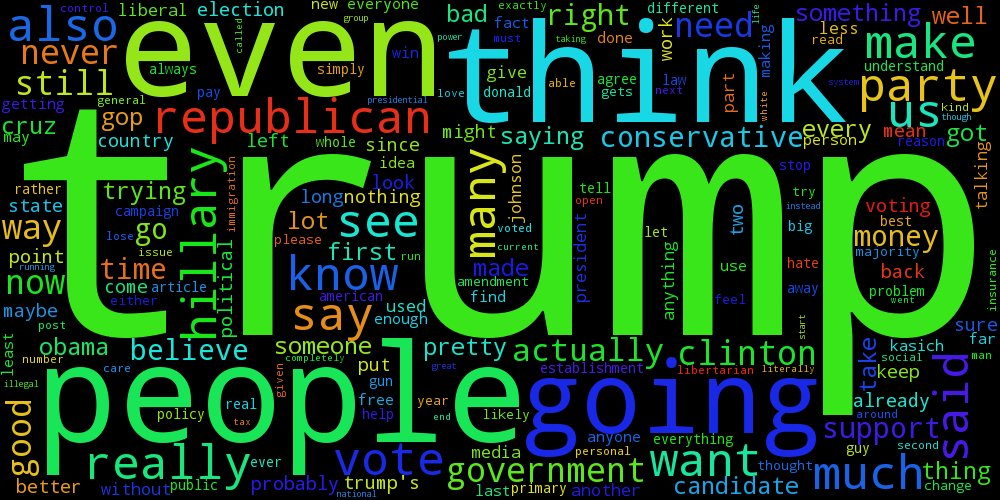 control
also
liberal
election
new
everyone
group
exactly
bad
fact
different
life
something
well
never
even
called
think
right
need
less
make
power
must
done
work
making
read
still
always
simply
win
taking
give
agree
law
understand
getting
general
pay
presidential
love
donald
able
gets
part
next
white
system
party
cruz
gop
republican
might
saying
conservative
every
us
kind
though
may
country
left
whole
since
person
mean
got
reason
trump
idea
rather
trying
immigration
hillary
look
many
johnson
tell
stop
try
talking
state
campaign
long
nothing
open
instead
voting
way
go
lot
see
voted
president
let
two
big
best
money
lose
issue
please
first
run
current
majority
point
political
know
made
amendment
anything
use
hate
back
insurance
now
time
come
article
find
feel
away
problem
running
maybe
either
american
used
went
post
say
enough
start
sure
least
obama
believe
someone
pretty
actually
clinton
kasich
far
number
care
completely
put
great
establishment
libertarian
literally
take
social
man
illegal
given
gun
keep
said
people
going
good
policy
real
free
year
likely
already
tax
help
end
around
support
really
ever
vote
media
government
anyone
everything
personal
want
thought
guy
second
thing
better
without
public
probably
trump's
national
last
primary
another
candidate
much
change